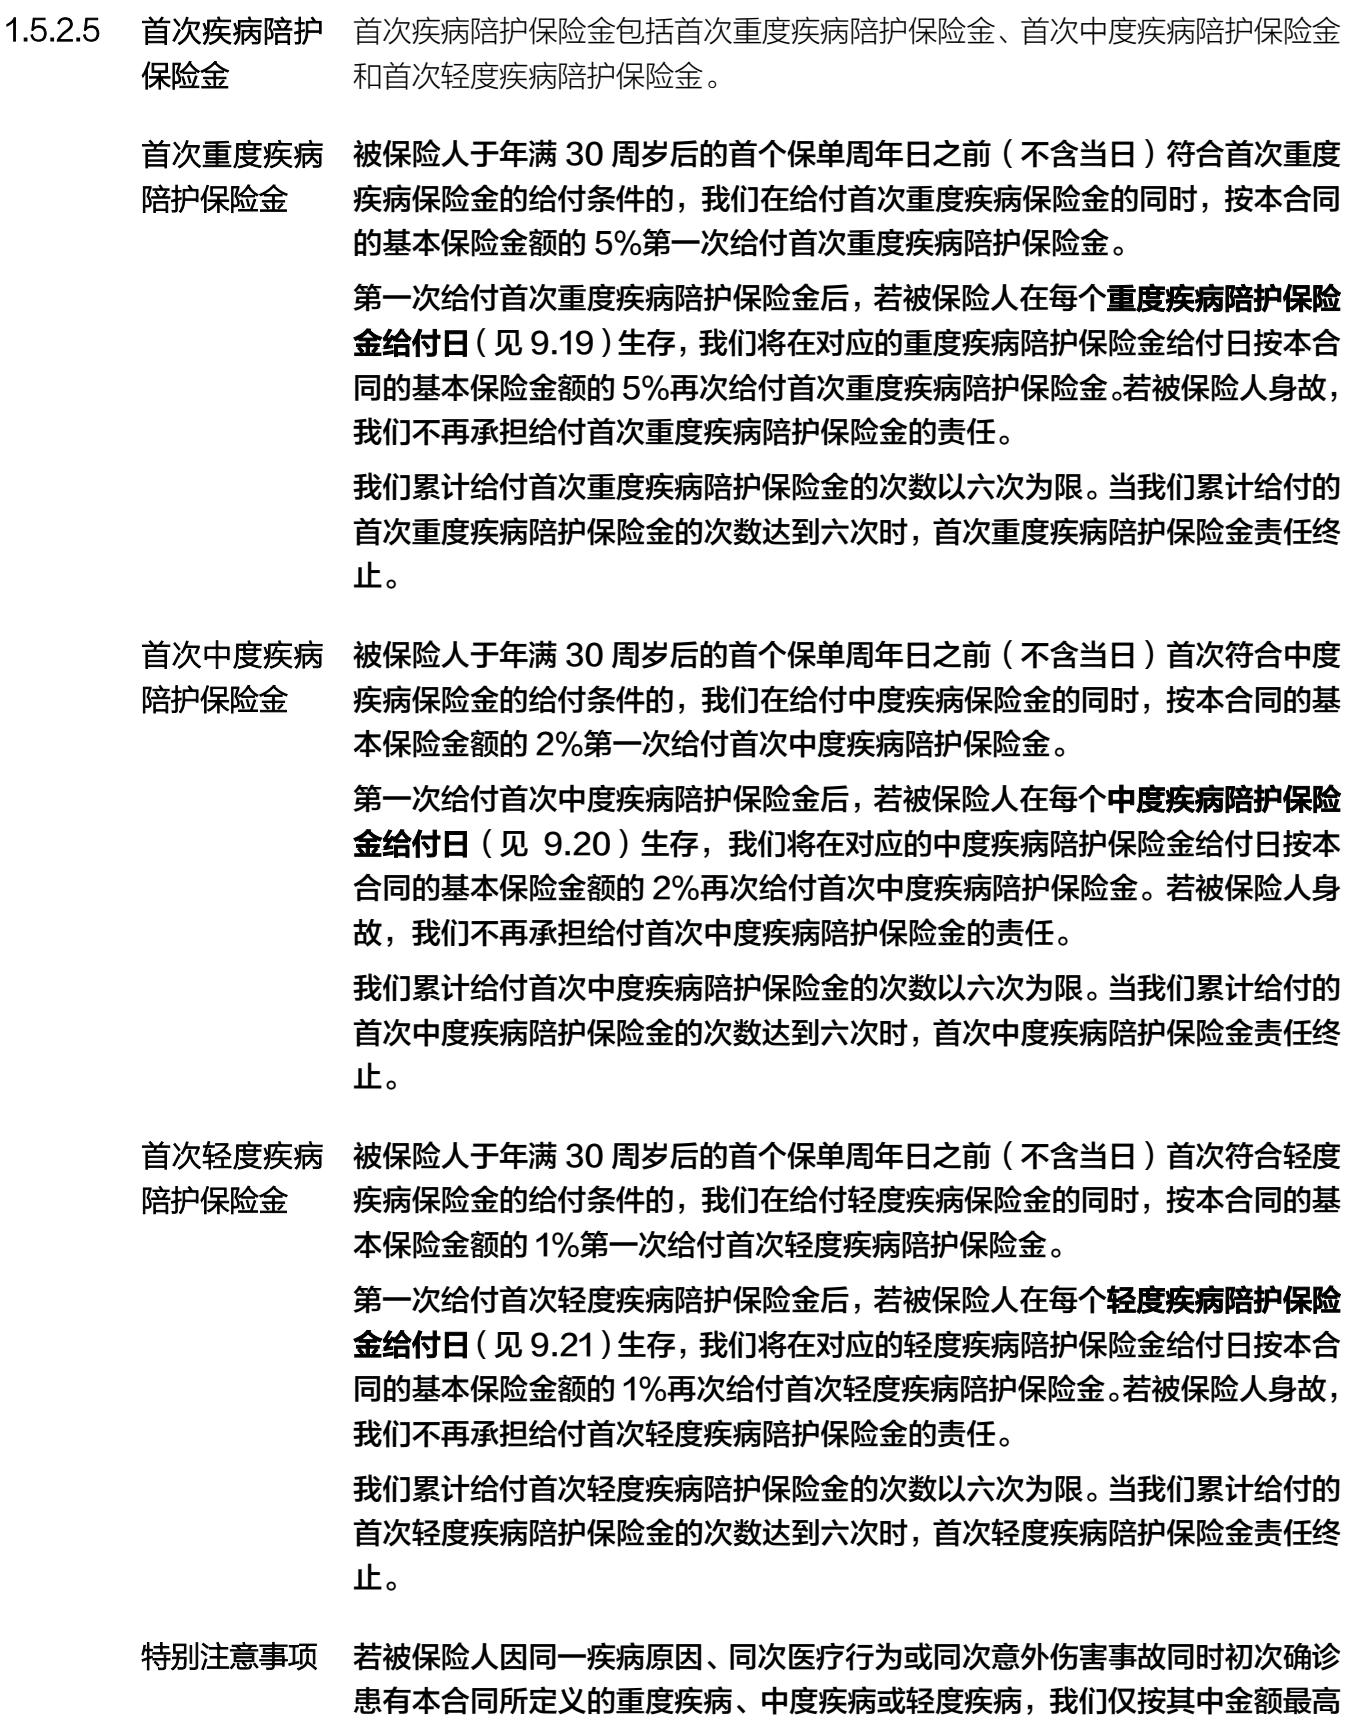 1.5.2.5 首次疾病陪护 首次疾病陪护保险金包括首次重度疾病陪护保险金、首次中度疾病陪护保险金
保险金 和首次轻度疾病陪护保险金。
首次重度疾病 被保险人于年满 30 周岁后的首个保单周年日之前（不含当日）符合首次重度
陪护保险金 疾病保险金的给付条件的，我们在给付首次重度疾病保险金的同时，按本合同
的基本保险金额的 5%第一次给付首次重度疾病陪护保险金。
第一次给付首次重度疾病陪护保险金后，若被保险人在每个重度疾病陪护保险
金给付日（见 9.19）生存，我们将在对应的重度疾病陪护保险金给付日按本合
同的基本保险金额的 5%再次给付首次重度疾病陪护保险金。若被保险人身故，
我们不再承担给付首次重度疾病陪护保险金的责任。
我们累计给付首次重度疾病陪护保险金的次数以六次为限。当我们累计给付的
首次重度疾病陪护保险金的次数达到六次时，首次重度疾病陪护保险金责任终
止。
首次中度疾病 被保险人于年满 30 周岁后的首个保单周年日之前（不含当日）首次符合中度
陪护保险金 疾病保险金的给付条件的，我们在给付中度疾病保险金的同时，按本合同的基
本保险金额的 2%第一次给付首次中度疾病陪护保险金。
第一次给付首次中度疾病陪护保险金后，若被保险人在每个中度疾病陪护保险
金给付日（见 9.20）生存，我们将在对应的中度疾病陪护保险金给付日按本
合同的基本保险金额的 2%再次给付首次中度疾病陪护保险金。若被保险人身
故，我们不再承担给付首次中度疾病陪护保险金的责任。
我们累计给付首次中度疾病陪护保险金的次数以六次为限。当我们累计给付的
首次中度疾病陪护保险金的次数达到六次时，首次中度疾病陪护保险金责任终
止。
首次轻度疾病 被保险人于年满 30 周岁后的首个保单周年日之前（不含当日）首次符合轻度
陪护保险金 疾病保险金的给付条件的，我们在给付轻度疾病保险金的同时，按本合同的基
本保险金额的 1%第一次给付首次轻度疾病陪护保险金。
第一次给付首次轻度疾病陪护保险金后，若被保险人在每个轻度疾病陪护保险
金给付日（见 9.21）生存，我们将在对应的轻度疾病陪护保险金给付日按本合
同的基本保险金额的 1%再次给付首次轻度疾病陪护保险金。若被保险人身故，
我们不再承担给付首次轻度疾病陪护保险金的责任。
我们累计给付首次轻度疾病陪护保险金的次数以六次为限。当我们累计给付的
首次轻度疾病陪护保险金的次数达到六次时，首次轻度疾病陪护保险金责任终
止。
特别注意事项 若被保险人因同一疾病原因、同次医疗行为或同次意外伤害事故同时初次确诊
患有本合同所定义的重度疾病、中度疾病或轻度疾病，我们仅按其中金额最高